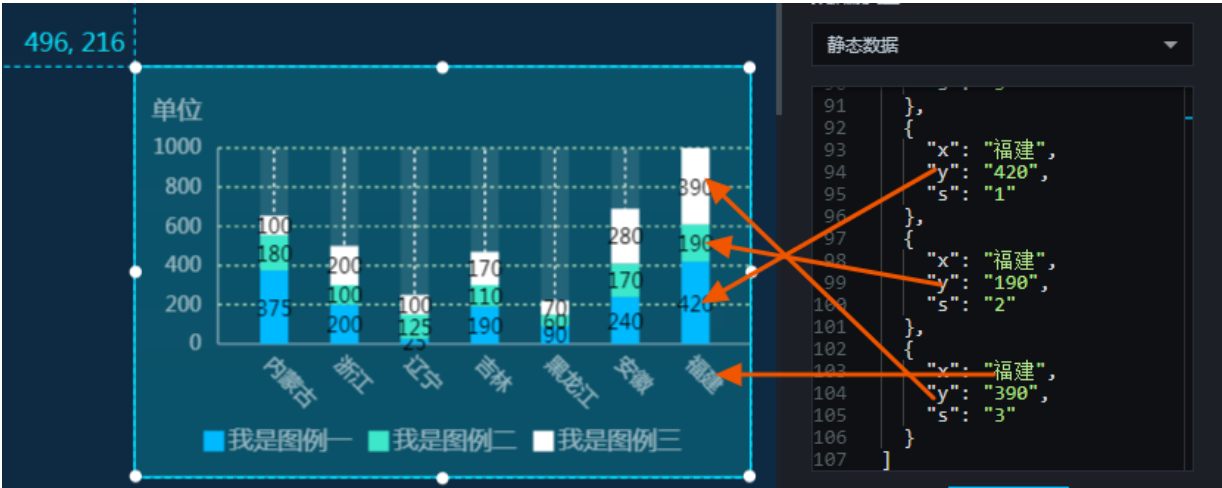 496, 216
单位
1000
800
600
400
200
0
100
180
375
200
100
200
100
125
25
170
110
190
70
60
90
280
170
240
390
190
420
内蒙古
浙江
辽宁
吉林
黑龙江
安徽
福建
我是图例一 我是图例二 我是图例三
静态数据
91 },
92 {
93 "x": "福建",
94 "y": "420",
95 "s": "1"
96 },
97 {
98 "x": "福建",
99 "y": "190",
100 "s": "2"
101 },
102 {
103 "x": "福建",
104 "y": "390",
105 "s": "3"
106 }
107 ]